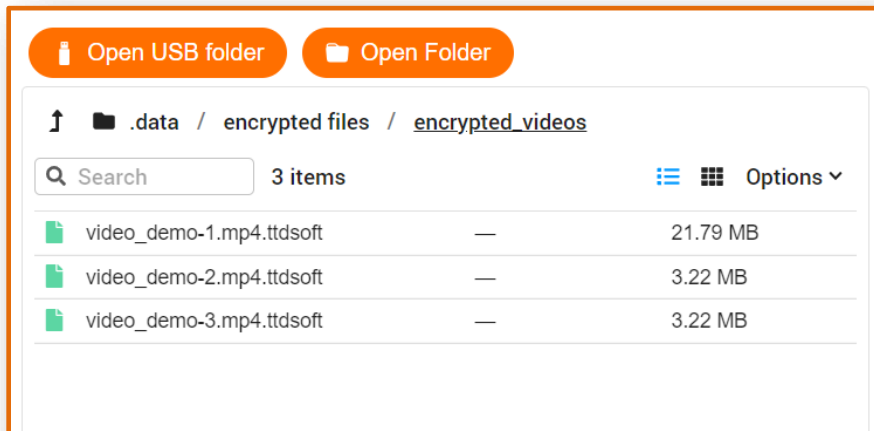 Open USB folder Open Folder
.data / encrypted files / encrypted_videos
Search 3 items Options
video_demo-1.mp4.ttdsoft — 21.79 MB
video_demo-2.mp4.ttdsoft — 3.22 MB
video_demo-3.mp4.ttdsoft — 3.22 MB